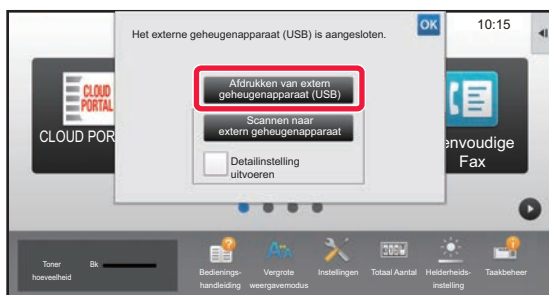 Het externe geheugenapparaat (USB) is aangesloten.
OK
10:15
Afdrukken van extern
geheugenapparaat (USB)
Scannen naar
extern geheugenapparaat
Detailinstelling
uitvoeren
CLOUD
PORTAL
CLOUD POR
envoudige
Fax
Toner
hoeveelheid
Bk
Bedienings-
handleiding
Vergrote
weergavemodus
Instellingen
Totaal Aantal
Helderheids-
instelling
Taakbeheer